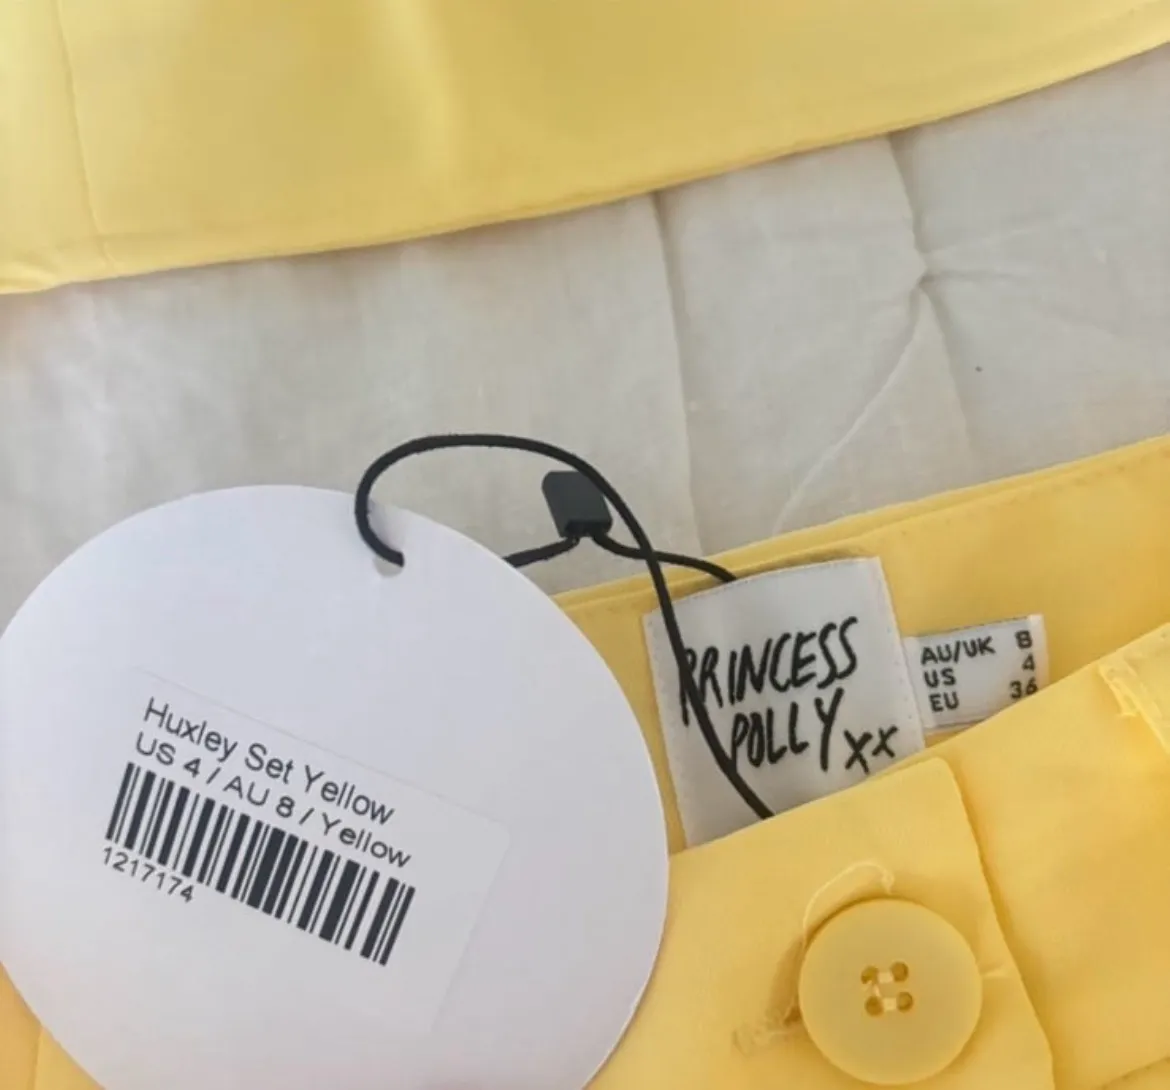 Huxley Set Yellow
US 4 / AU 8 / Yellow
1217174
PRINCESS
POLLY xx
AU/UK 8
US 4
EU 36